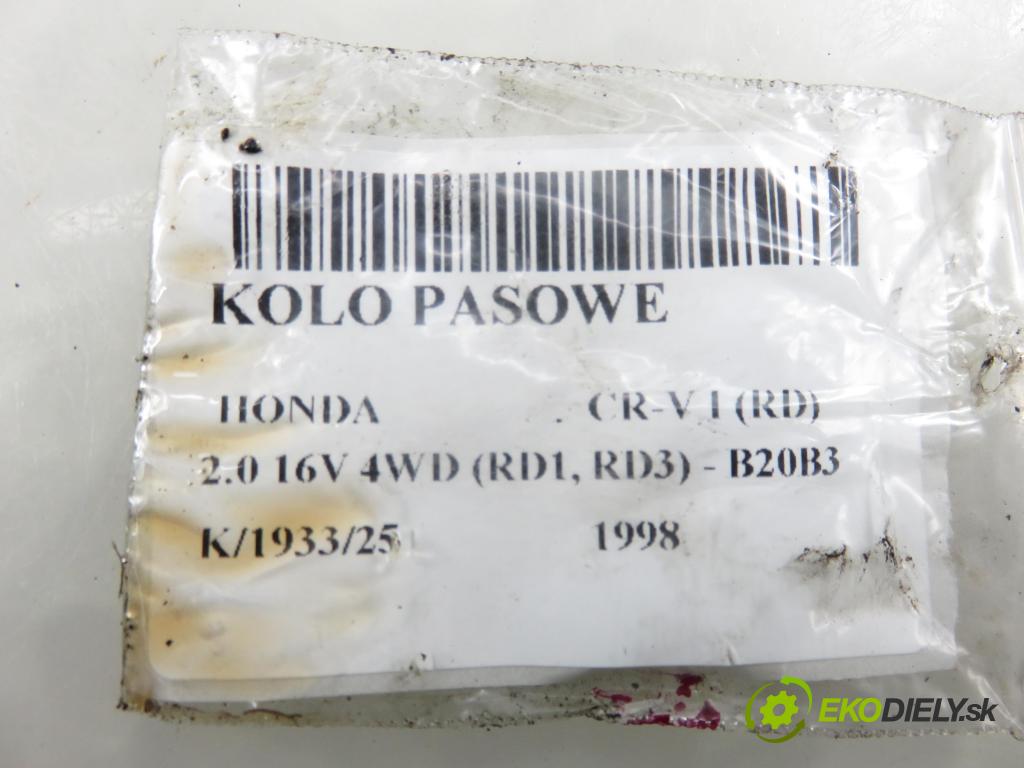 KOLO PASOWE
HONDA CR-V I (RD)
2.0 16V 4WD (RD1, RD3) - B20B3
K/1933/25 1998
EKODIELY.sk